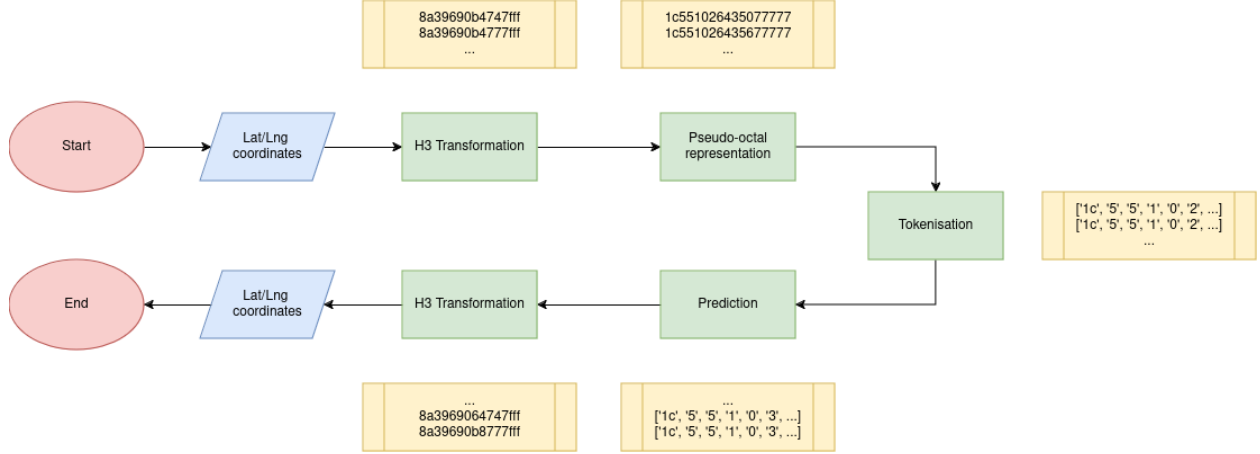 8a39690b4747fff
8a39690b4777fff
...
1c551026435077777
1c551026435677777
...
Start
Lat/Lng
coordinates
H3 Transformation
Pseudo-octal
representation
Tokenisation
['1c', '5', '5', '1', '0', '2', ...]
['1c', '5', '5', '1', '0', '2', ...]
...
End
Lat/Lng
coordinates
H3 Transformation
Prediction
...
8a3969064747fff
8a39690b8777fff
...
['1c', '5', '5', '1', '0', '3', ...]
['1c', '5', '5', '1', '0', '3', ...]